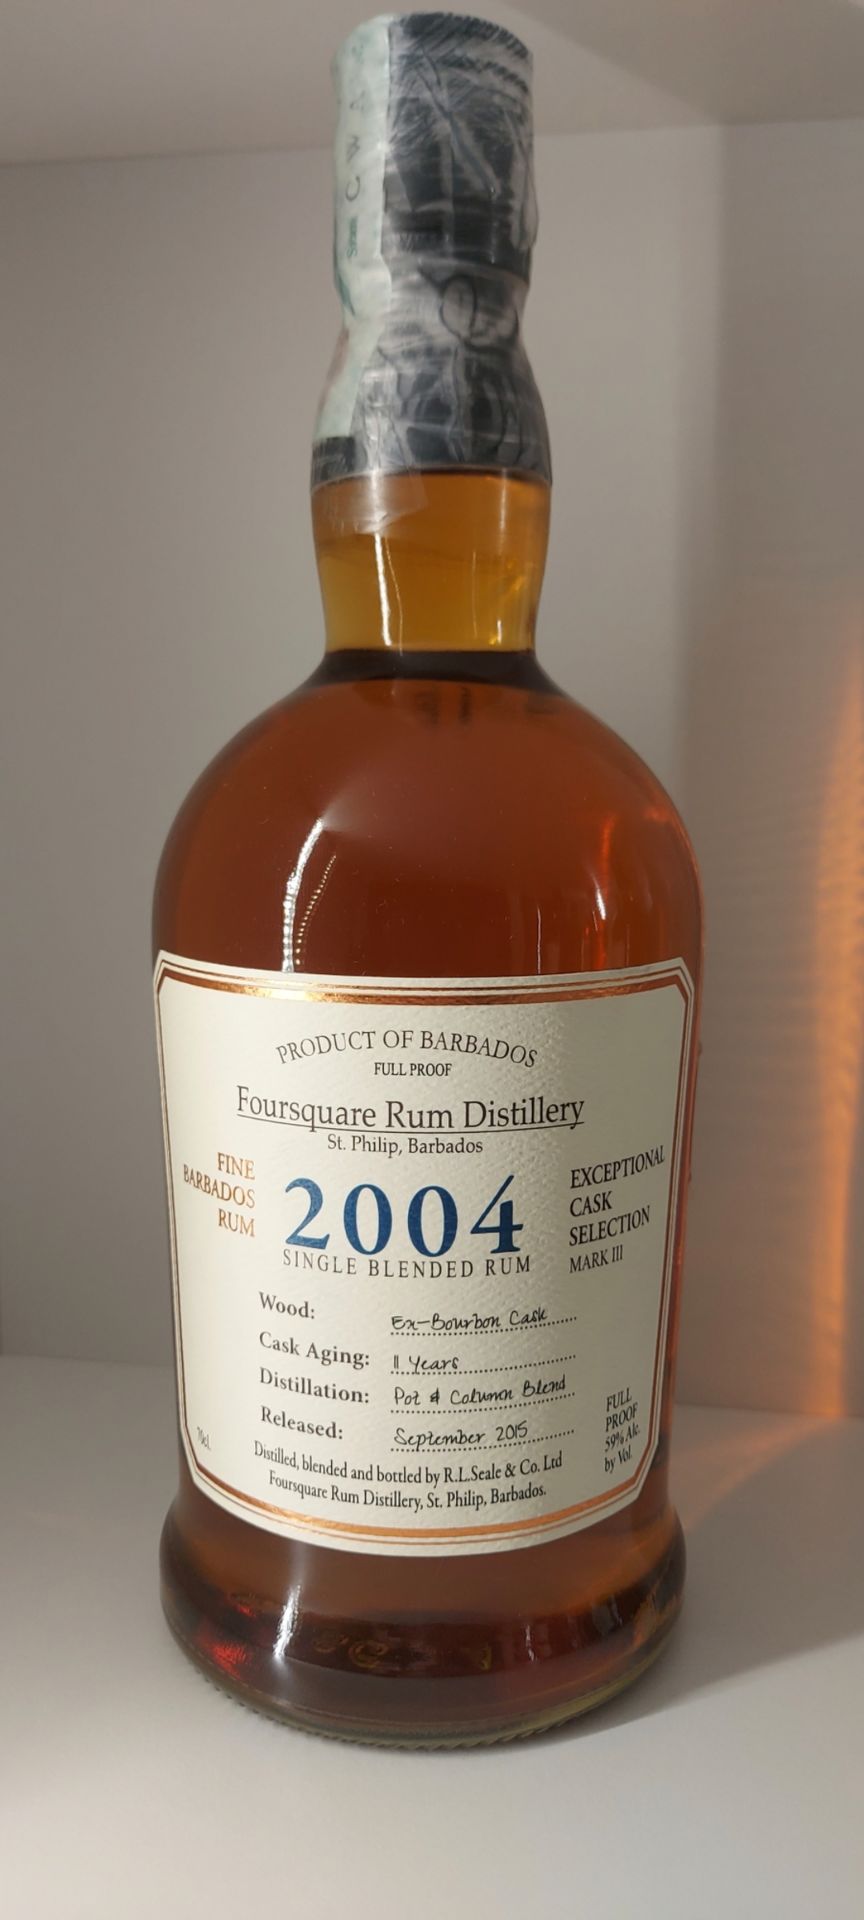 PRODUCT OF BARBADOS
FULL PROOF
Foursquare Rum Distillery
St. Philip, Barbados
FINE
BARBADOS
RUM
2004
SINGLE BLENDED RUM
EXCEPTIONAL
CASK
SELECTION
MARK III
Wood: Ex-Bourbon Cask
Cask Aging: 11 Years
Distillation: Pot & Column Blend
Released: September 2015
70cl.
FULL
PROOF
59% Alc.
by Vol.
Distilled, blended and bottled by R.L.Seale & Co. Ltd
Foursquare Rum Distillery, St. Philip, Barbados.